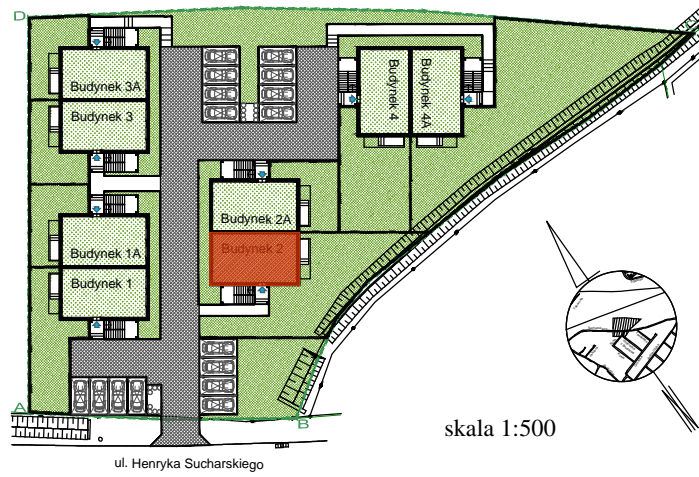 D
Budynek 3A
Budynek 3
Budynek 4
Budynek 4A
Budynek 2A
Budynek 2
Budynek 1A
Budynek 1
A
B
skala 1:500
ul. Henryka Sucharskiego